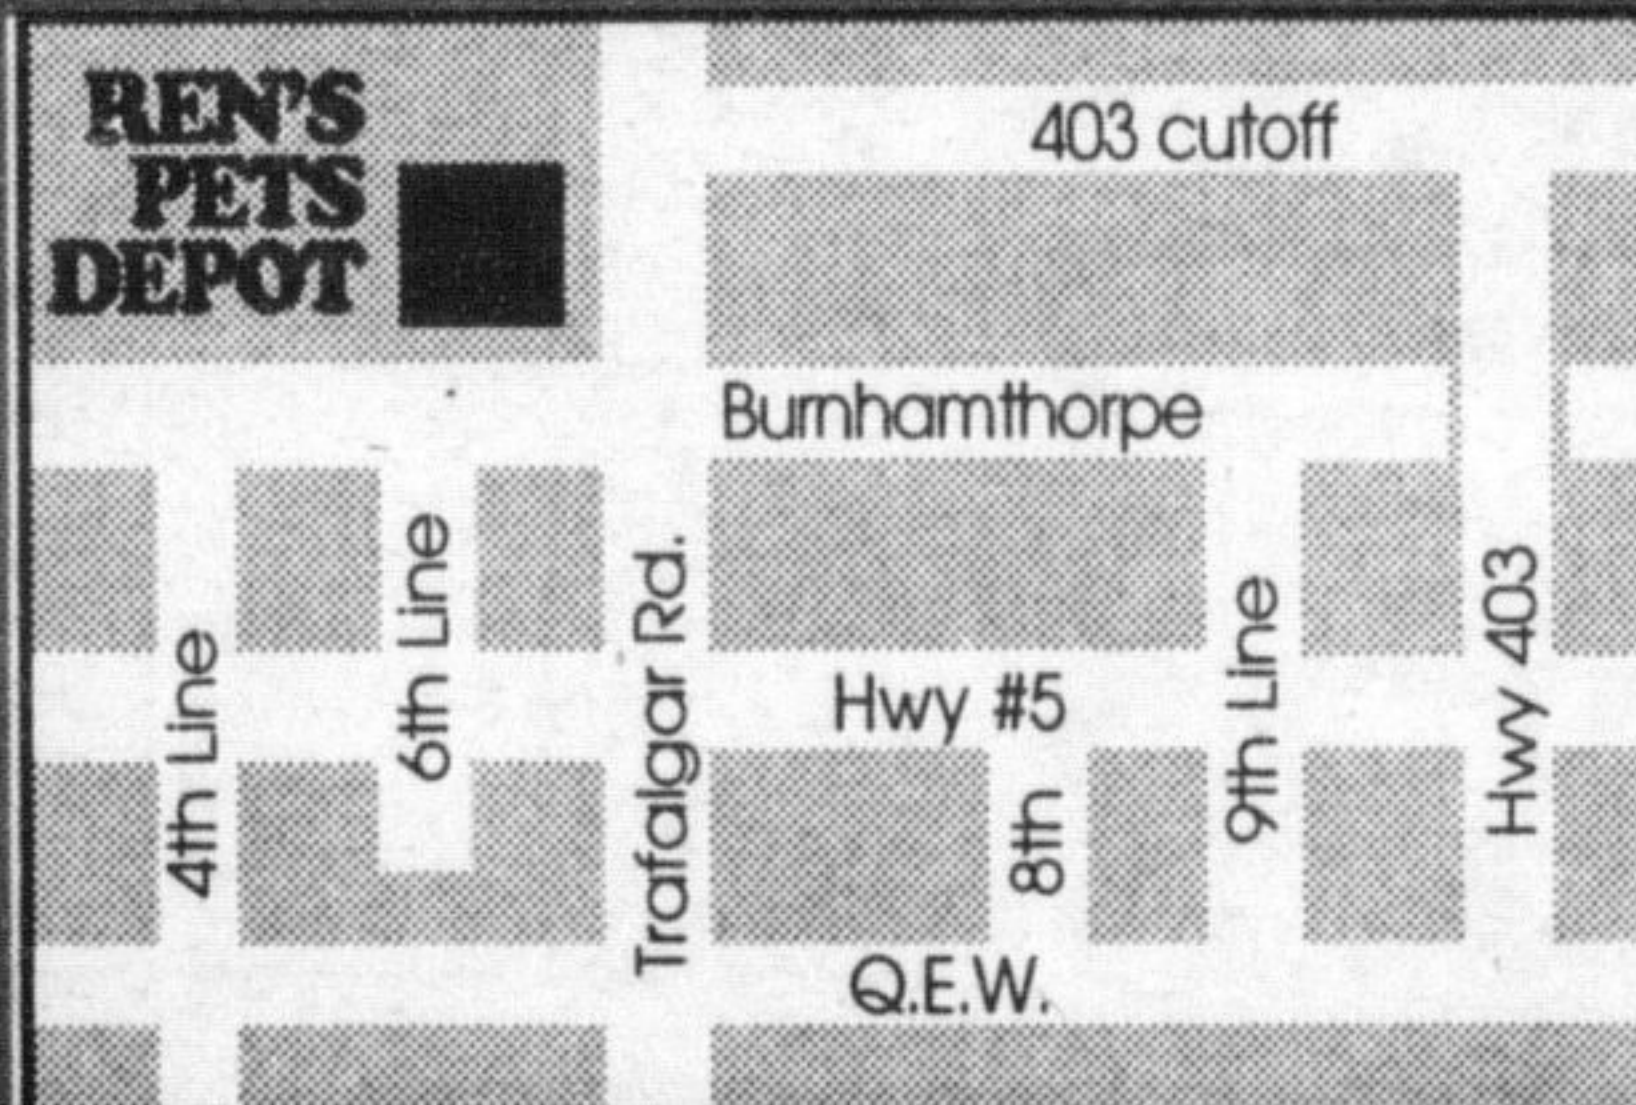 REN'S
PETS
DEPOT
403 cutoff
Burnhamthorpe
4th Line
6th Line
Trafalgar Rd.
Hwy #5
8th
9th Line
Hwy 403
Q.E.W.